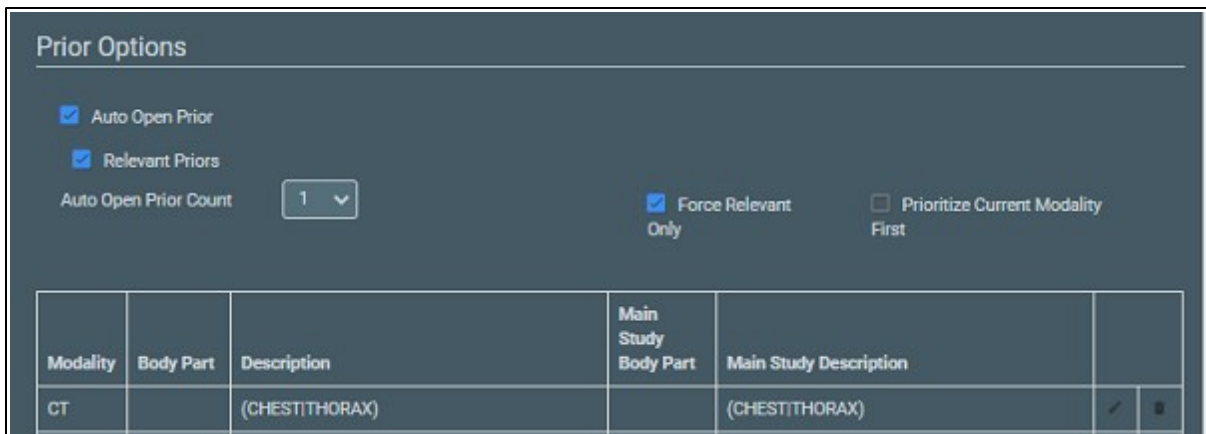 Prior Options
Auto Open Prior
Relevant Priors
Auto Open Prior Count 1
Force Relevant
Only
Prioritize Current Modality
First
Modality Body Part Description Main
Study
Body Part Main Study Description
CT (CHEST|THORAX) (CHEST|THORAX)